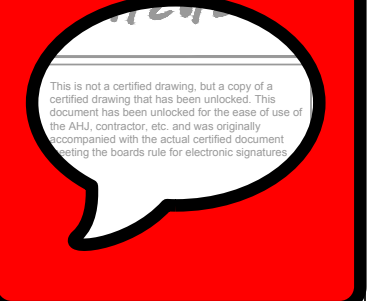 This is not a certified drawing, but a copy of a
certified drawing that has been unlocked. This
document has been unlocked for the ease of use of
the AHJ, contractor, etc. and was originally
accompanied with the actual certified document
meeting the boards rule for electronic signatures